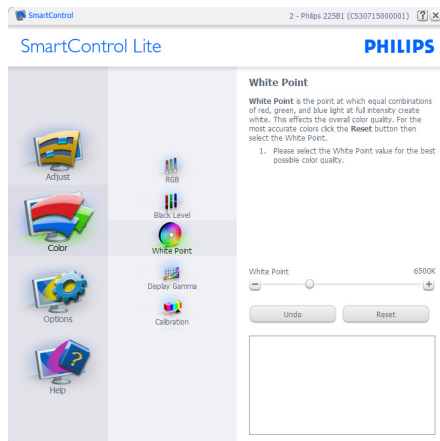 SmartControl
2 - Philips 225B1 (CS30715000001)
SmartControl Lite
PHILIPS
White Point
White Point is the point at which equal combinations
of red, green, and blue light at full intensity create
white. This effects the overall color quality. For the
most accurate colors click the Reset button then
select the White Point.
1. Please select the White Point value for the best
possible color quality.
Adjust
Color
Options
Help
RGB
Black Level
White Point
Display Gamma
Calibration
White Point 6500K
Undo Reset